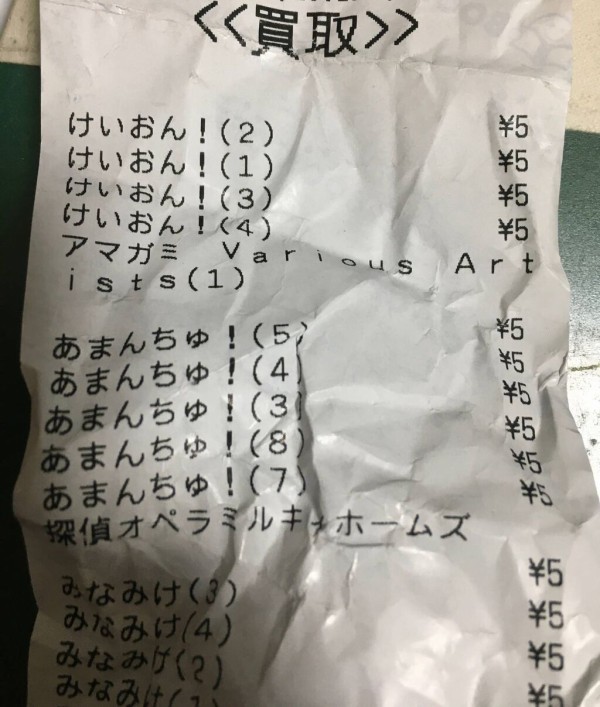 <<買取>>
けいおん!(2) ¥5
けいおん!(1) ¥5
けいおん!(3) ¥5
けいおん!(4) ¥5
アマガミ Various Art
ists(1)
¥5
あまんちゅ!(5) ¥5
あまんちゅ!(4) ¥5
あまんちゅ!(3) ¥5
あまんちゅ!(8) ¥5
あまんちゅ!(7) ¥5
探偵オペラミルキィホームズ
¥5
みなみけ(3) ¥5
みなみけ(4) ¥5
みなみけ(2) ¥5
みなみけ(